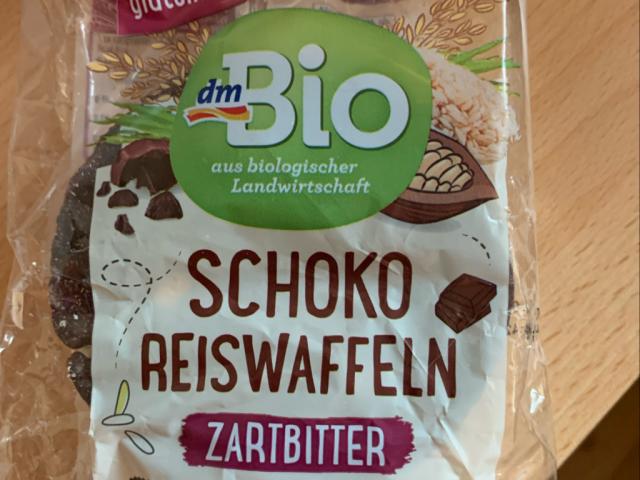 dm
Bio
aus biologischer
Landwirtschaft
SCHOKO
REISWAFFELN
ZARTBITTER